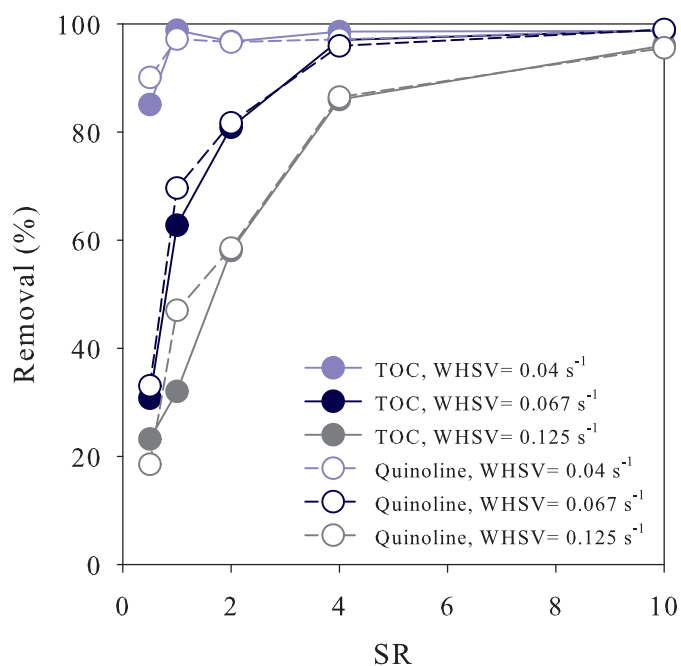 100
80
60
40
20
0
Removal (%)
TOC, WHSV= 0.04 s⁻¹
TOC, WHSV= 0.067 s⁻¹
TOC, WHSV= 0.125 s⁻¹
Quinoline, WHSV= 0.04 s⁻¹
Quinoline, WHSV= 0.067 s⁻¹
Quinoline, WHSV= 0.125 s⁻¹
0 2 4 6 8 10
SR